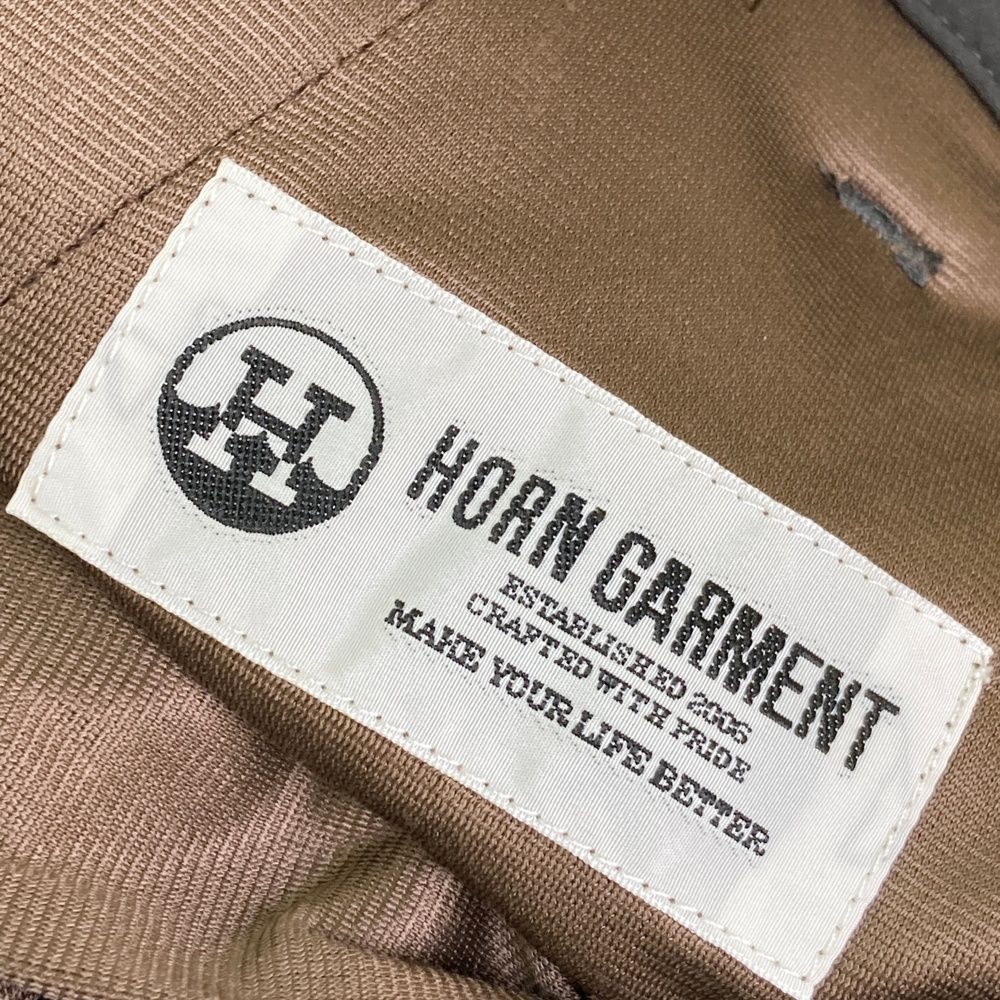 H
HORN GARMENT
ESTABLISHED 2006
CRAFTED WITH PRIDE
MAKE YOUR LIFE BETTER